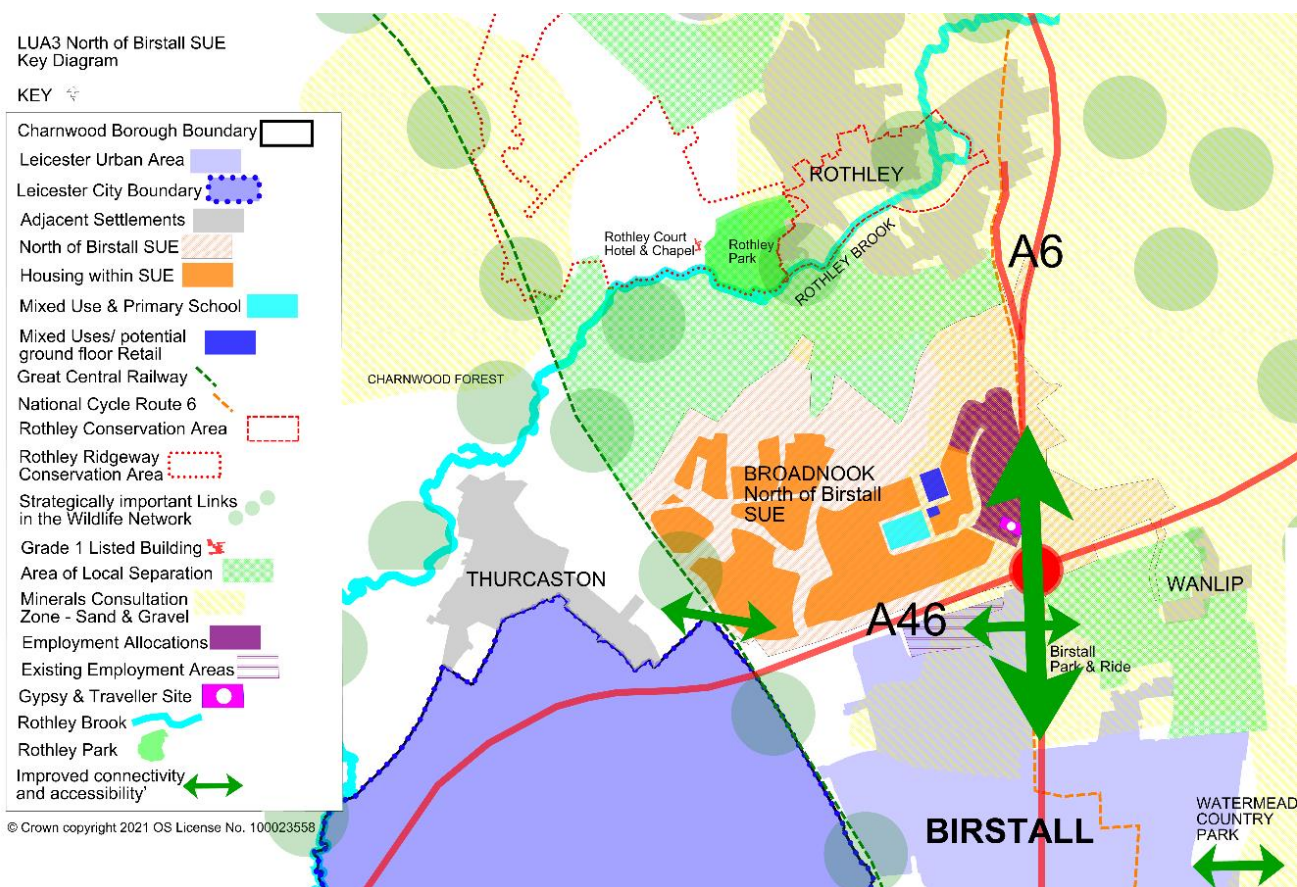 LUA3 North of Birstall SUE
Key Diagram
KEY
Charnwood Borough Boundary
Leicester Urban Area
Leicester City Boundary
Adjacent Settlements
North of Birstall SUE
Housing within SUE
Mixed Use & Primary School
Mixed Uses/ potential
ground floor Retail
Great Central Railway
National Cycle Route 6
Rothley Conservation Area
Rothley Ridgeway
Conservation Area
Strategically important Links
in the Wildlife Network
Grade 1 Listed Building
Area of Local Separation
Minerals Consultation
Zone - Sand & Gravel
Employment Allocations
Existing Employment Areas
Gypsy & Traveller Site
Rothley Brook
Rothley Park
Improved connectivity
and accessibility'
© Crown copyright 2021 OS License No. 100023558
ROTHLEY
Rothley Court
Hotel & Chapel
Rothley
Park
ROTHLEY BROOK
A6
CHARNWOOD FOREST
BROADNOOK
North of Birstall
SUE
THURCASTON
A46
WANLIP
Birstall
Park & Ride
BIRSTALL
WATERMEAD
COUNTRY
PARK